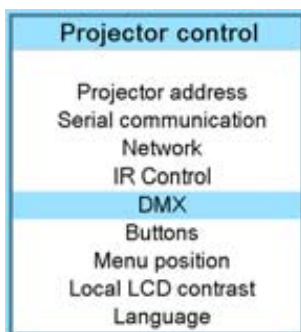 Projector control
Projector address
Serial communication
Network
IR Control
DMX
Buttons
Menu position
Local LCD contrast
Language